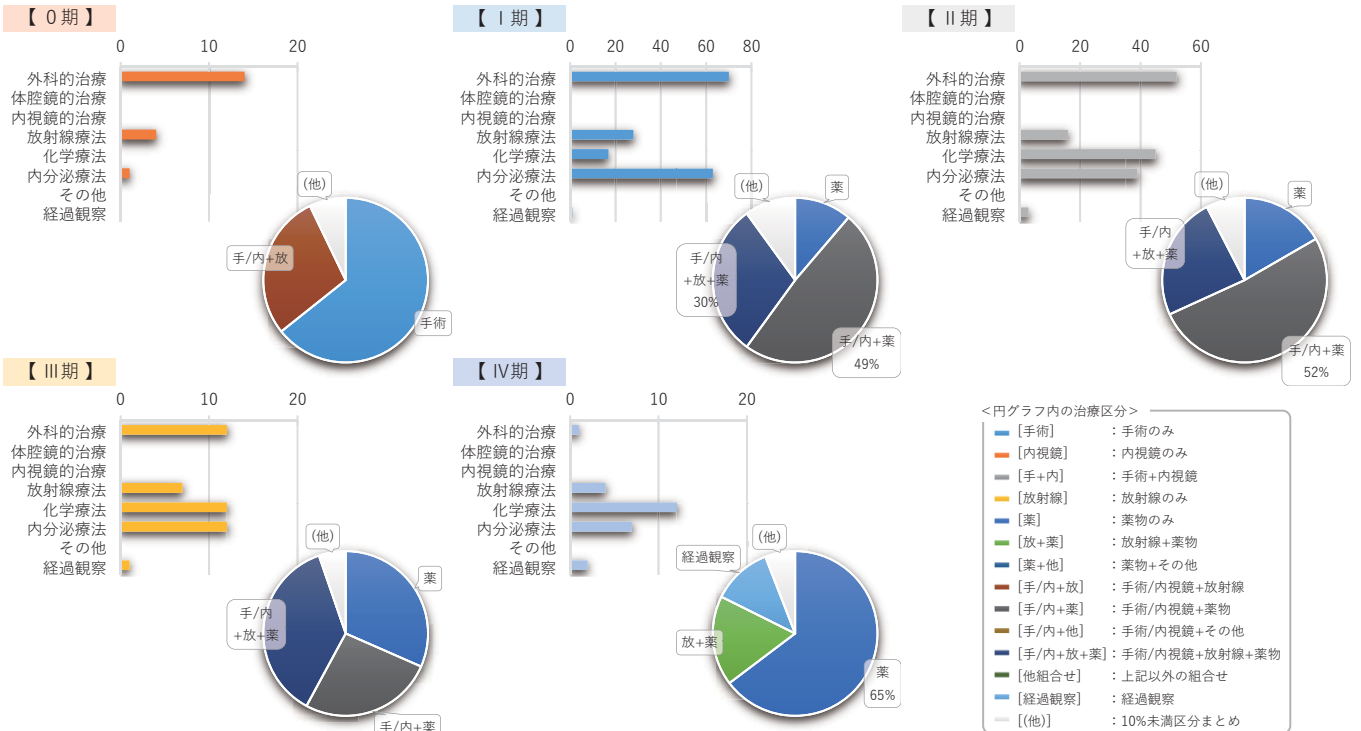 【 0期 】
0 10 20
外科的治療
体腔鏡的治療
内視鏡的治療
放射線療法
化学療法
内分泌療法
その他
経過観察
(他)
手/内+放
手術
【 I期 】
0 20 40 60 80
外科的治療
体腔鏡的治療
内視鏡的治療
放射線療法
化学療法
内分泌療法
その他
経過観察
(他)
薬
手/内
+放+薬
30%
手/内+薬
49%
【 II期 】
0 20 40 60
外科的治療
体腔鏡的治療
内視鏡的治療
放射線療法
化学療法
内分泌療法
その他
経過観察
(他)
薬
手/内
+放+薬
手/内+薬
52%
【 III期 】
0 10 20
外科的治療
体腔鏡的治療
内視鏡的治療
放射線療法
化学療法
内分泌療法
その他
経過観察
(他)
薬
手/内
+放+薬
手/内+薬
【 IV期 】
0 10 20
外科的治療
体腔鏡的治療
内視鏡的治療
放射線療法
化学療法
内分泌療法
その他
経過観察
(他)
経過観察
放+薬
薬
65%
＜円グラフ内の治療区分＞
[手術] ：手術のみ
[内視鏡] ：内視鏡のみ
[手+内] ：手術+内視鏡
[放射線] ：放射線のみ
[薬] ：薬物のみ
[放+薬] ：放射線+薬物
[薬+他] ：薬物+その他
[手/内+放] ：手術/内視鏡+放射線
[手/内+薬] ：手術/内視鏡+薬物
[手/内+他] ：手術/内視鏡+その他
[手/内+放+薬]：手術/内視鏡+放射線+薬物
[他組合せ] ：上記以外の組合せ
[経過観察] ：経過観察
[(他)] ：10%未満区分まとめ